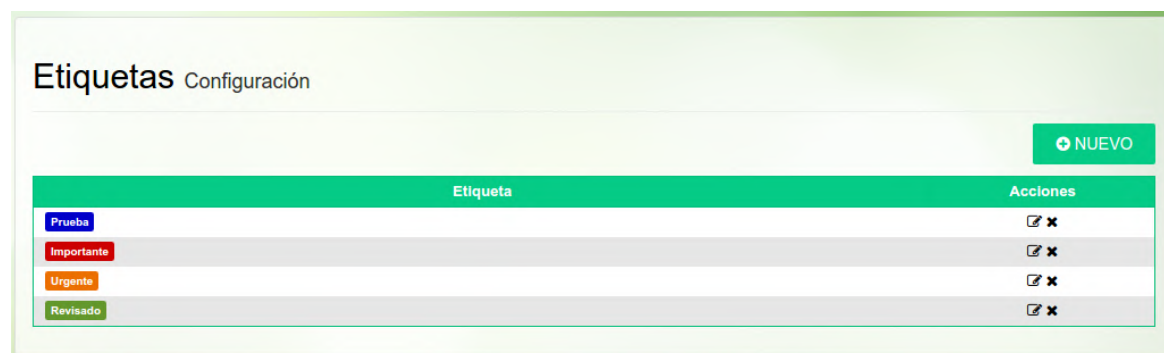 Etiquetas Configuración
NUEVO
Etiqueta Acciones
Prueba
Importante
Urgente
Revisado